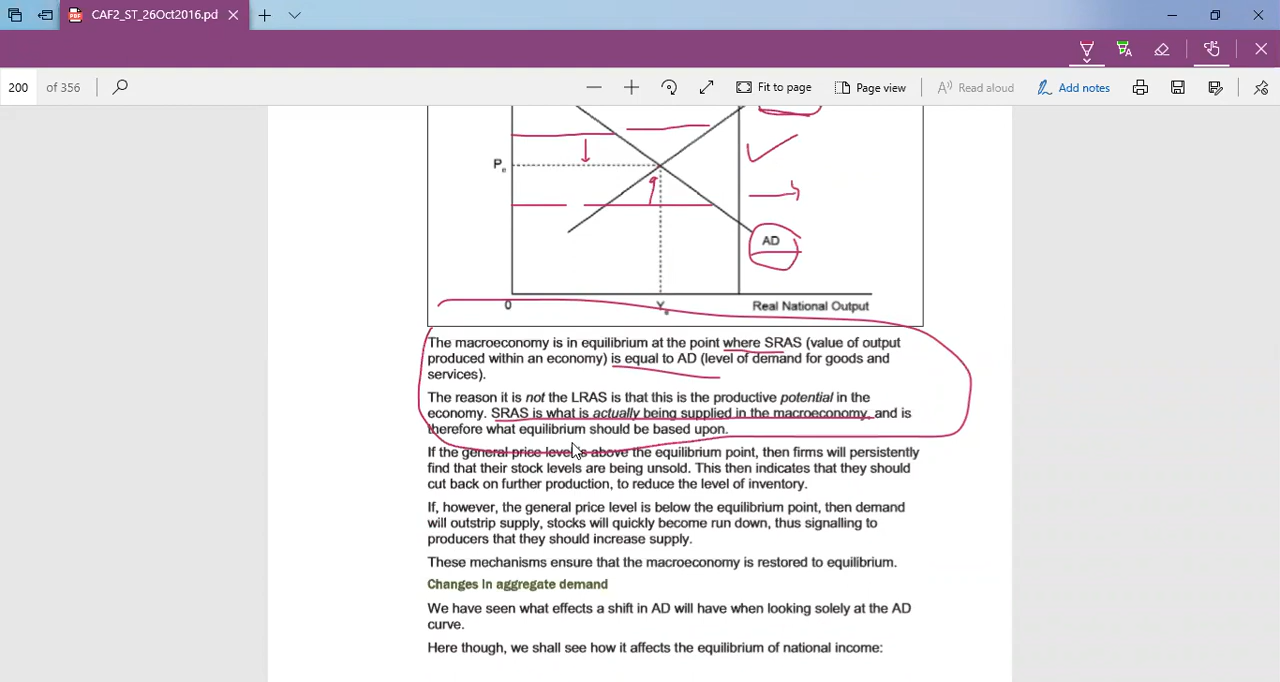 CAF2_ST_26Oct2016.pd
200 of 356
Fit to page
Page view
Read aloud
Add notes
Pe
AD
0
Ye
Real National Output
The macroeconomy is in equilibrium at the point where SRAS (value of output
produced within an economy) is equal to AD (level of demand for goods and
services).
The reason it is not the LRAS is that this is the productive potential in the
economy. SRAS is what is actually being supplied in the macroeconomy, and is
therefore what equilibrium should be based upon.
If the general price level is above the equilibrium point, then firms will persistently
find that their stock levels are being unsold. This then indicates that they should
cut back on further production, to reduce the level of inventory.
If, however, the general price level is below the equilibrium point, then demand
will outstrip supply, stocks will quickly become run down, thus signalling to
producers that they should increase supply.
These mechanisms ensure that the macroeconomy is restored to equilibrium.
Changes in aggregate demand
We have seen what effects a shift in AD will have when looking solely at the AD
curve.
Here though, we shall see how it affects the equilibrium of national income: